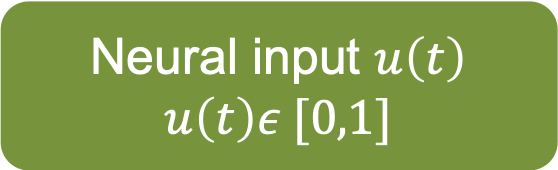 Neural input 𝑢(𝑡)
𝑢(𝑡)𝜖 [0,1]